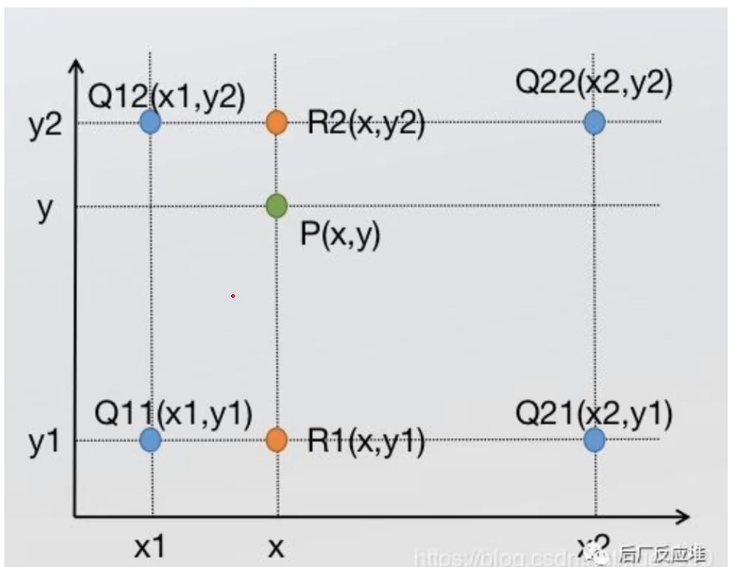 Q12(x1,y2)
Q22(x2,y2)
y2
R2(x,y2)
y
P(x,y)
Q11(x1,y1)
Q21(x2,y1)
y1
R1(x,y1)
x1
x
后厂反应堆
https://blog.csdn